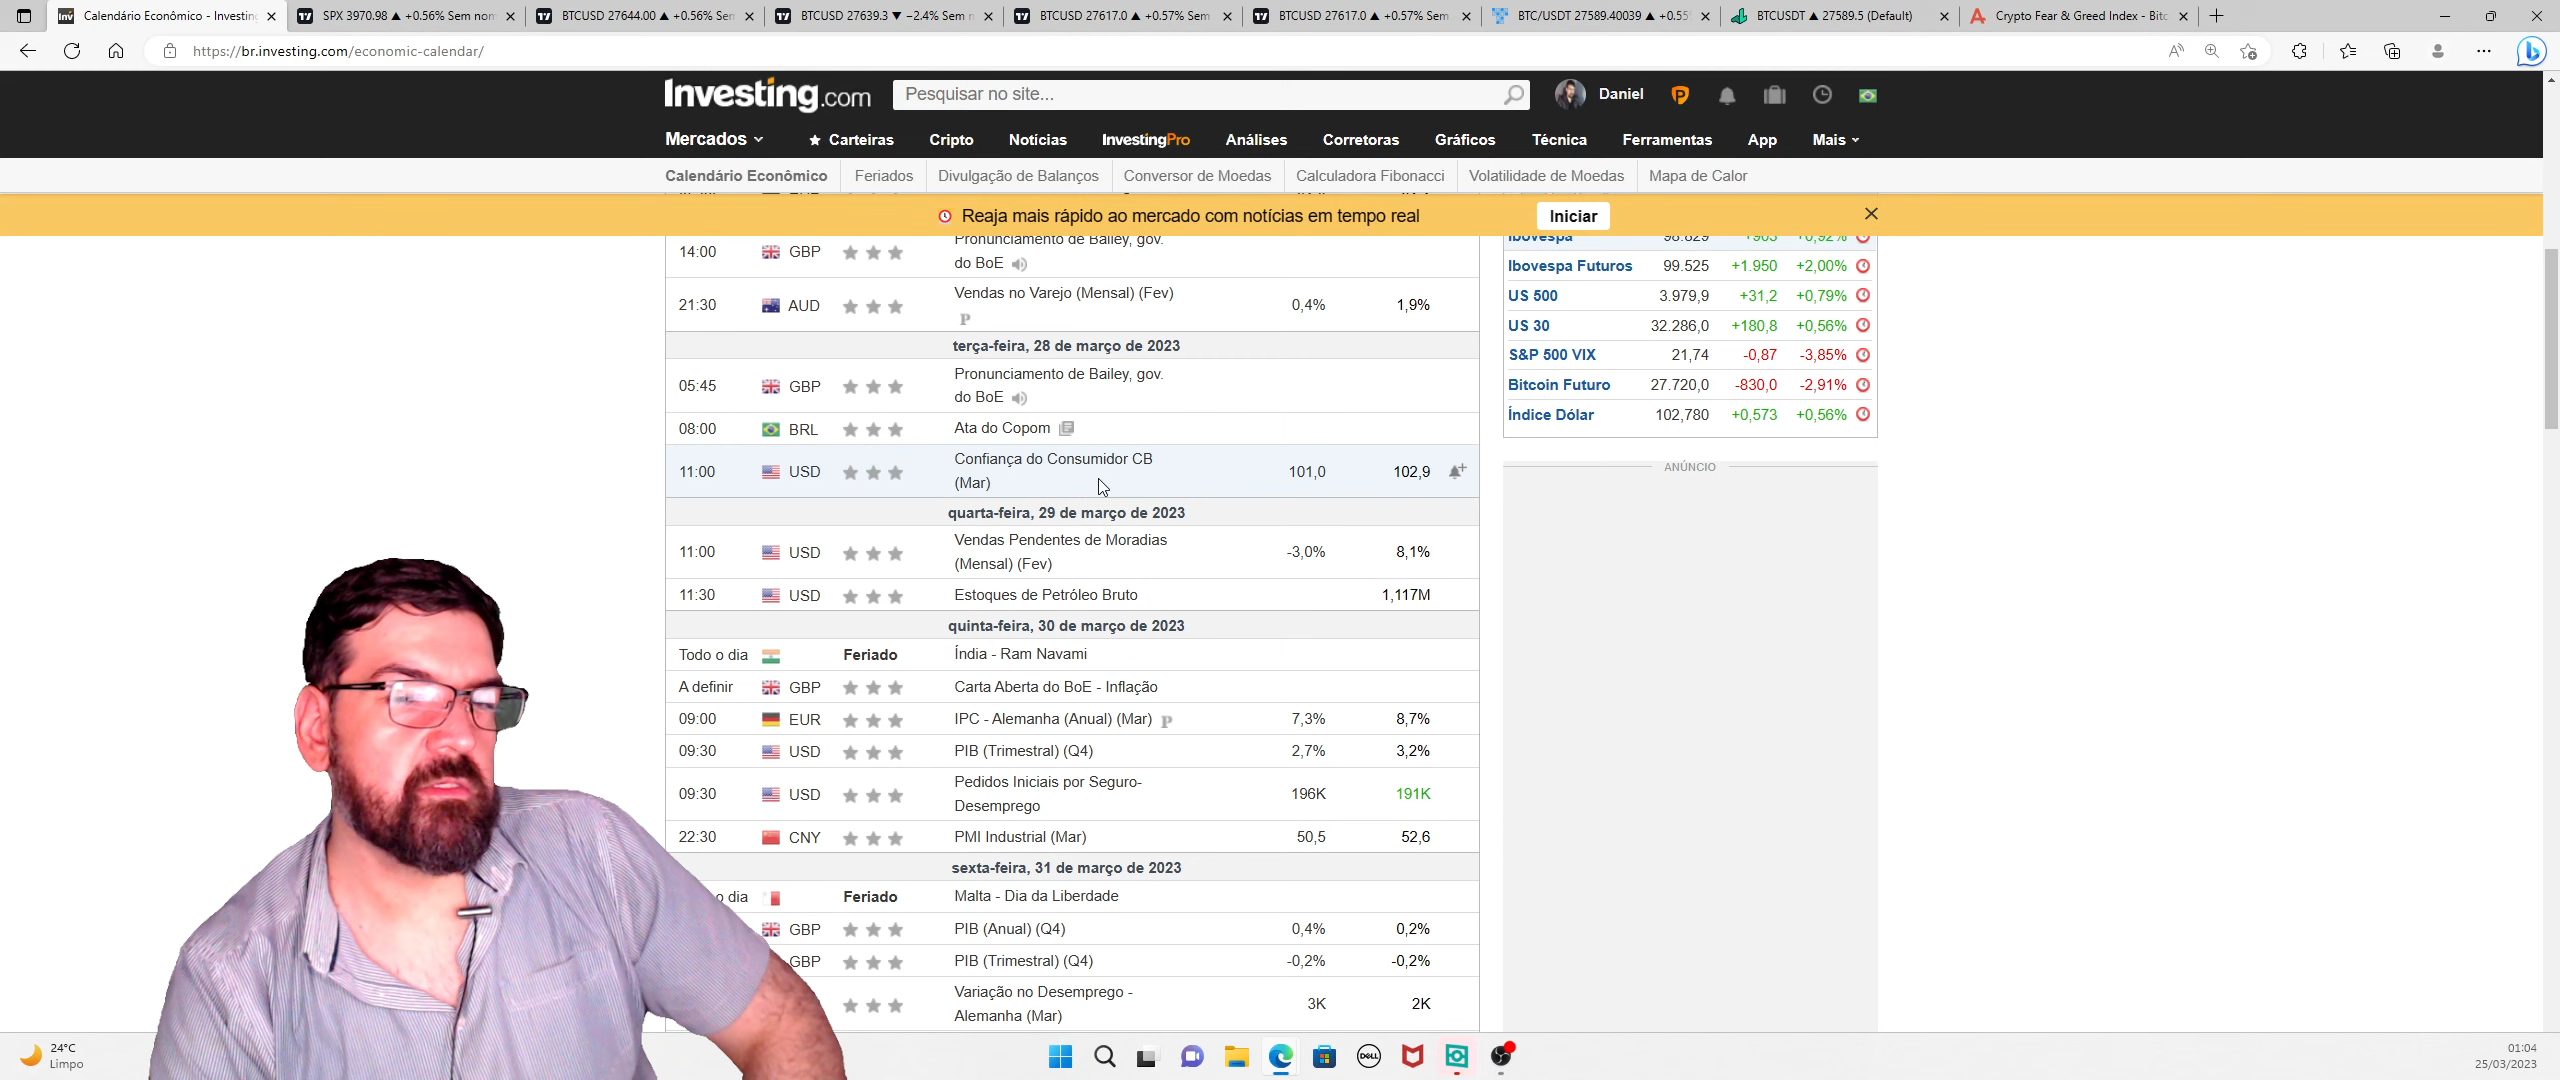 Calendário Econômico - Investing
SPX 3970.98 ▲ +0.56% Sem nom
BTCUSD 27644.00 ▲ +0.56% Sem
BTCUSD 27639.3 ▼ −2.4% Sem n
BTCUSD 27617.0 ▲ +0.57% Sem
BTCUSD 27617.0 ▲ +0.57% Sem
BTC/USDT 27589.40039 ▲ +0.55
BTCUSDT ▲ 27589.5 (Default)
Crypto Fear & Greed Index - Bitc
https://br.investing.com/economic-calendar/
Investing.com
Pesquisar no site...
Daniel
Mercados
Carteiras
Cripto
Notícias
InvestingPro
Análises
Corretoras
Gráficos
Técnica
Ferramentas
App
Mais
Calendário Econômico
Feriados
Divulgação de Balanços
Conversor de Moedas
Calculadora Fibonacci
Volatilidade de Moedas
Mapa de Calor
Reaja mais rápido ao mercado com notícias em tempo real
Iniciar
14:00 GBP Pronunciamento de Bailey, gov.
do BoE
21:30 AUD Vendas no Varejo (Mensal) (Fev) 0,4% 1,9%
P
terça-feira, 28 de março de 2023
05:45 GBP Pronunciamento de Bailey, gov.
do BoE
08:00 BRL Ata do Copom
11:00 USD Confiança do Consumidor CB
(Mar) 101,0 102,9
quarta-feira, 29 de março de 2023
11:00 USD Vendas Pendentes de Moradias
(Mensal) (Fev) -3,0% 8,1%
11:30 USD Estoques de Petróleo Bruto 1,117M
quinta-feira, 30 de março de 2023
Todo o dia Feriado Índia - Ram Navami
A definir GBP Carta Aberta do BoE - Inflação
09:00 EUR IPC - Alemanha (Anual) (Mar) P 7,3% 8,7%
09:30 USD PIB (Trimestral) (Q4) 2,7% 3,2%
09:30 USD Pedidos Iniciais por Seguro-
Desemprego 196K 191K
22:30 CNY PMI Industrial (Mar) 50,5 52,6
sexta-feira, 31 de março de 2023
o dia Feriado Malta - Dia da Liberdade
GBP PIB (Anual) (Q4) 0,4% 0,2%
GBP PIB (Trimestral) (Q4) -0,2% -0,2%
Variação no Desemprego -
Alemanha (Mar) 3K 2K
Ibovespa 98.829 +903 +0,92%
Ibovespa Futuros 99.525 +1.950 +2,00%
US 500 3.979,9 +31,2 +0,79%
US 30 32.286,0 +180,8 +0,56%
S&P 500 VIX 21,74 -0,87 -3,85%
Bitcoin Futuro 27.720,0 -830,0 -2,91%
Índice Dólar 102,780 +0,573 +0,56%
ANÚNCIO
24°C
Limpo
DELL
01:04
25/03/2023